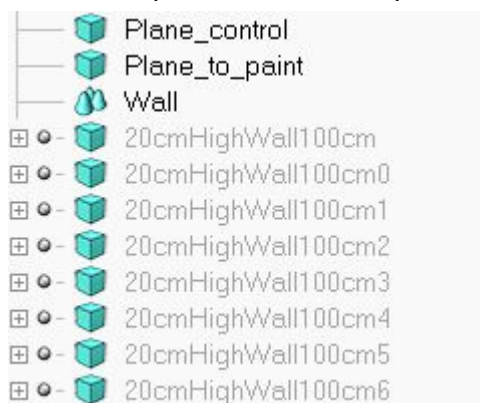 Plane_control
Plane_to_paint
Wall
20cmHighWall100cm
20cmHighWall100cm0
20cmHighWall100cm1
20cmHighWall100cm2
20cmHighWall100cm3
20cmHighWall100cm4
20cmHighWall100cm5
20cmHighWall100cm6